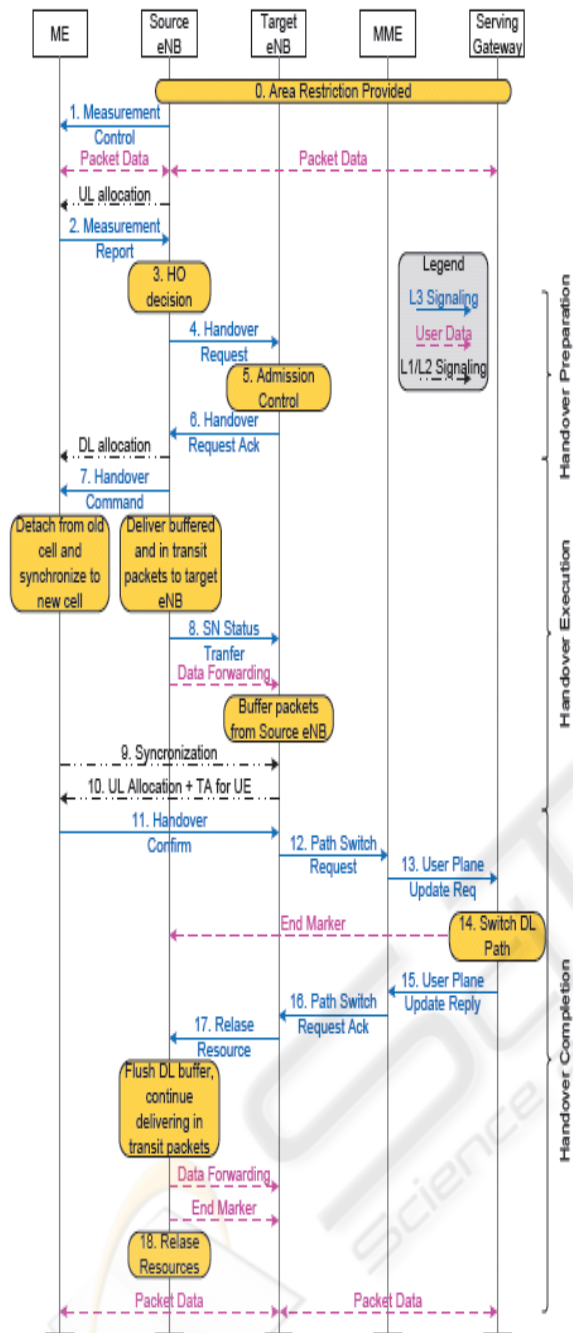 ME
Source
eNB
Target
eNB
MME
Serving
Gateway
0. Area Restriction Provided
1. Measurement
Control
Packet Data
Packet Data
UL allocation
2. Measurement
Report
3. HO
decision
Legend
L3 Signaling
User Data
L1/L2 Signaling
4. Handover
Request
5. Admission
Control
6. Handover
Request Ack
DL allocation
7. Handover
Command
Handover Preparation
Detach from old
cell and
synchronize to
new cell
Deliver buffered
and in transit
packets to target
eNB
8. SN Status
Tranfer
Data Forwarding
Buffer packets
from Source eNB
9. Syncronization
10. UL Allocation + TA for UE
Handover Execution
11. Handover
Confirm
12. Path Switch
Request
13. User Plane
Update Req
End Marker
14. Switch DL
Path
15. User Plane
Update Reply
16. Path Switch
Request Ack
17. Relase
Resource
Flush DL buffer,
continue
delivering in
transit packets
Data Forwarding
End Marker
18. Relase
Resources
Packet Data
Packet Data
Handover Completion
Science